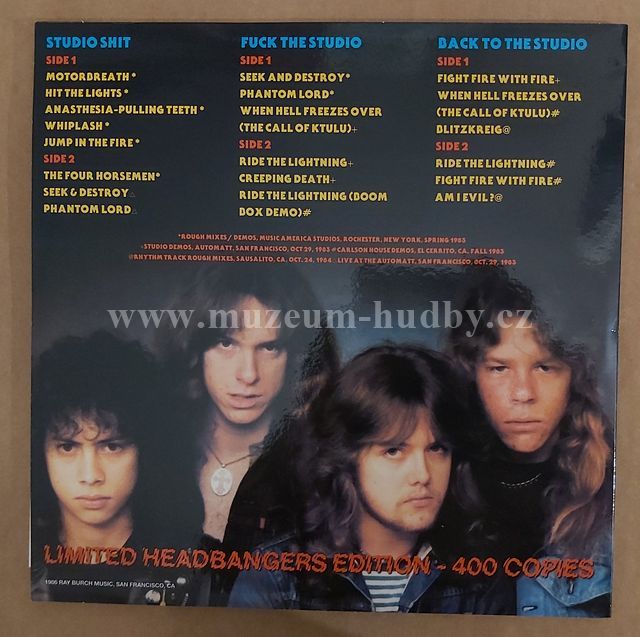 STUDIO SHIT
SIDE 1
MOTORBREATH *
HIT THE LIGHTS *
ANASTHESIA-PULLING TEETH *
WHIPLASH *
JUMP IN THE FIRE *
SIDE 2
THE FOUR HORSEMEN*
SEEK & DESTROY△
PHANTOM LORD△
FUCK THE STUDIO
SIDE 1
SEEK AND DESTROY*
PHANTOM LORD*
WHEN HELL FREEZES OVER
(THE CALL OF KTULU)+
SIDE 2
RIDE THE LIGHTNING+
CREEPING DEATH+
RIDE THE LIGHTNING (BOOM
BOX DEMO)#
BACK TO THE STUDIO
SIDE 1
FIGHT FIRE WITH FIRE+
WHEN HELL FREEZES OVER
(THE CALL OF KTULU)#
BLITZKREIG@
SIDE 2
RIDE THE LIGHTNING#
FIGHT FIRE WITH FIRE#
AM I EVIL?@
*ROUGH MIXES / DEMOS, MUSIC AMERICA STUDIOS, ROCHESTER, NEW YORK, SPRING 1983
+STUDIO DEMOS, AUTOMATT, SAN FRANCISCO, OCT 29, 1983 #CARLSON HOUSE DEMOS, EL CERRITO, CA, FALL 1983
@RHYTHM TRACK ROUGH MIXES, SAUSALITO, CA, OCT. 24, 1984 △ LIVE AT THE AUTOMATT, SAN FRANCISCO, OCT. 29, 1983
www.muzeum-hudby.cz
LIMITED HEADBANGERS EDITION - 400 COPIES
1986 RAY BURCH MUSIC, SAN FRANCISCO, CA